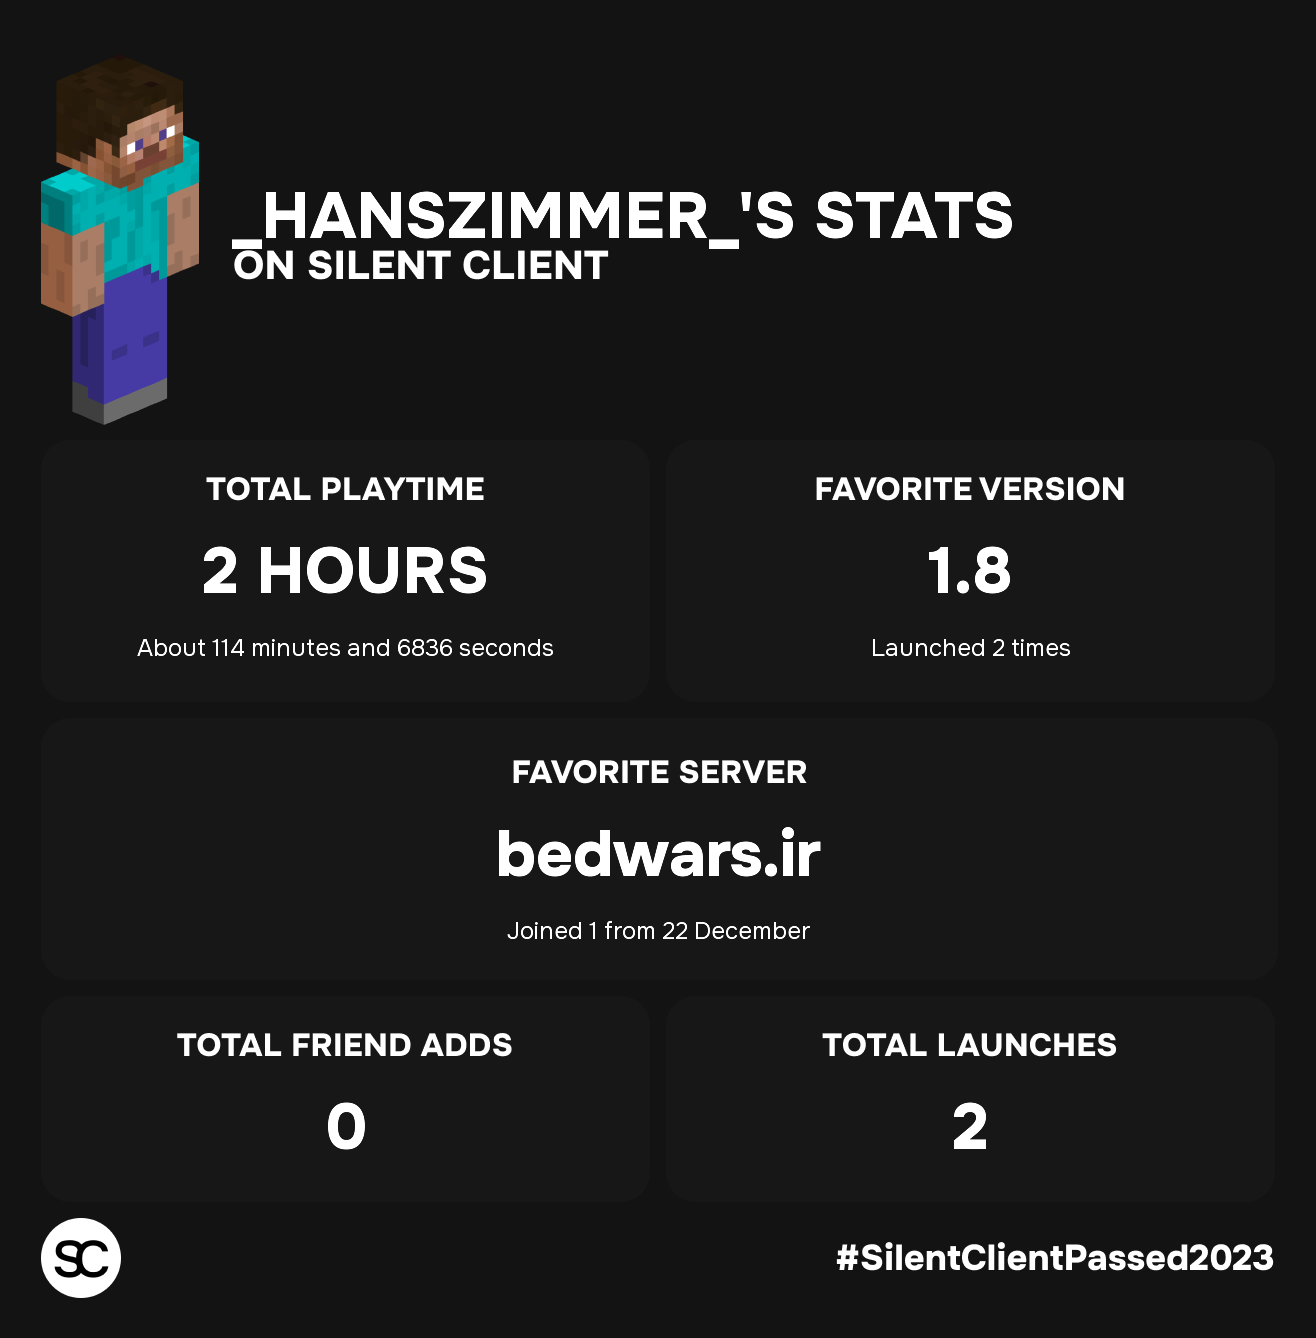 _HANSZIMMER_'S STATS
ON SILENT CLIENT
TOTAL PLAYTIME
2 HOURS
About 114 minutes and 6836 seconds
FAVORITE VERSION
1.8
Launched 2 times
FAVORITE SERVER
bedwars.ir
Joined 1 from 22 December
TOTAL FRIEND ADDS
0
TOTAL LAUNCHES
2
SC
#SilentClientPassed2023